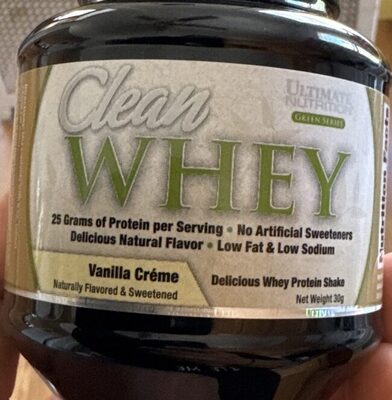 Clean
ULTIMATE
NUTRITION
GREEN SERIES
WHEY
25 Grams of Protein per Serving • No Artificial Sweeteners
Delicious Natural Flavor • Low Fat & Low Sodium
Vanilla Créme
Naturally Flavored & Sweetened
Delicious Whey Protein Shake
Net Weight 30g